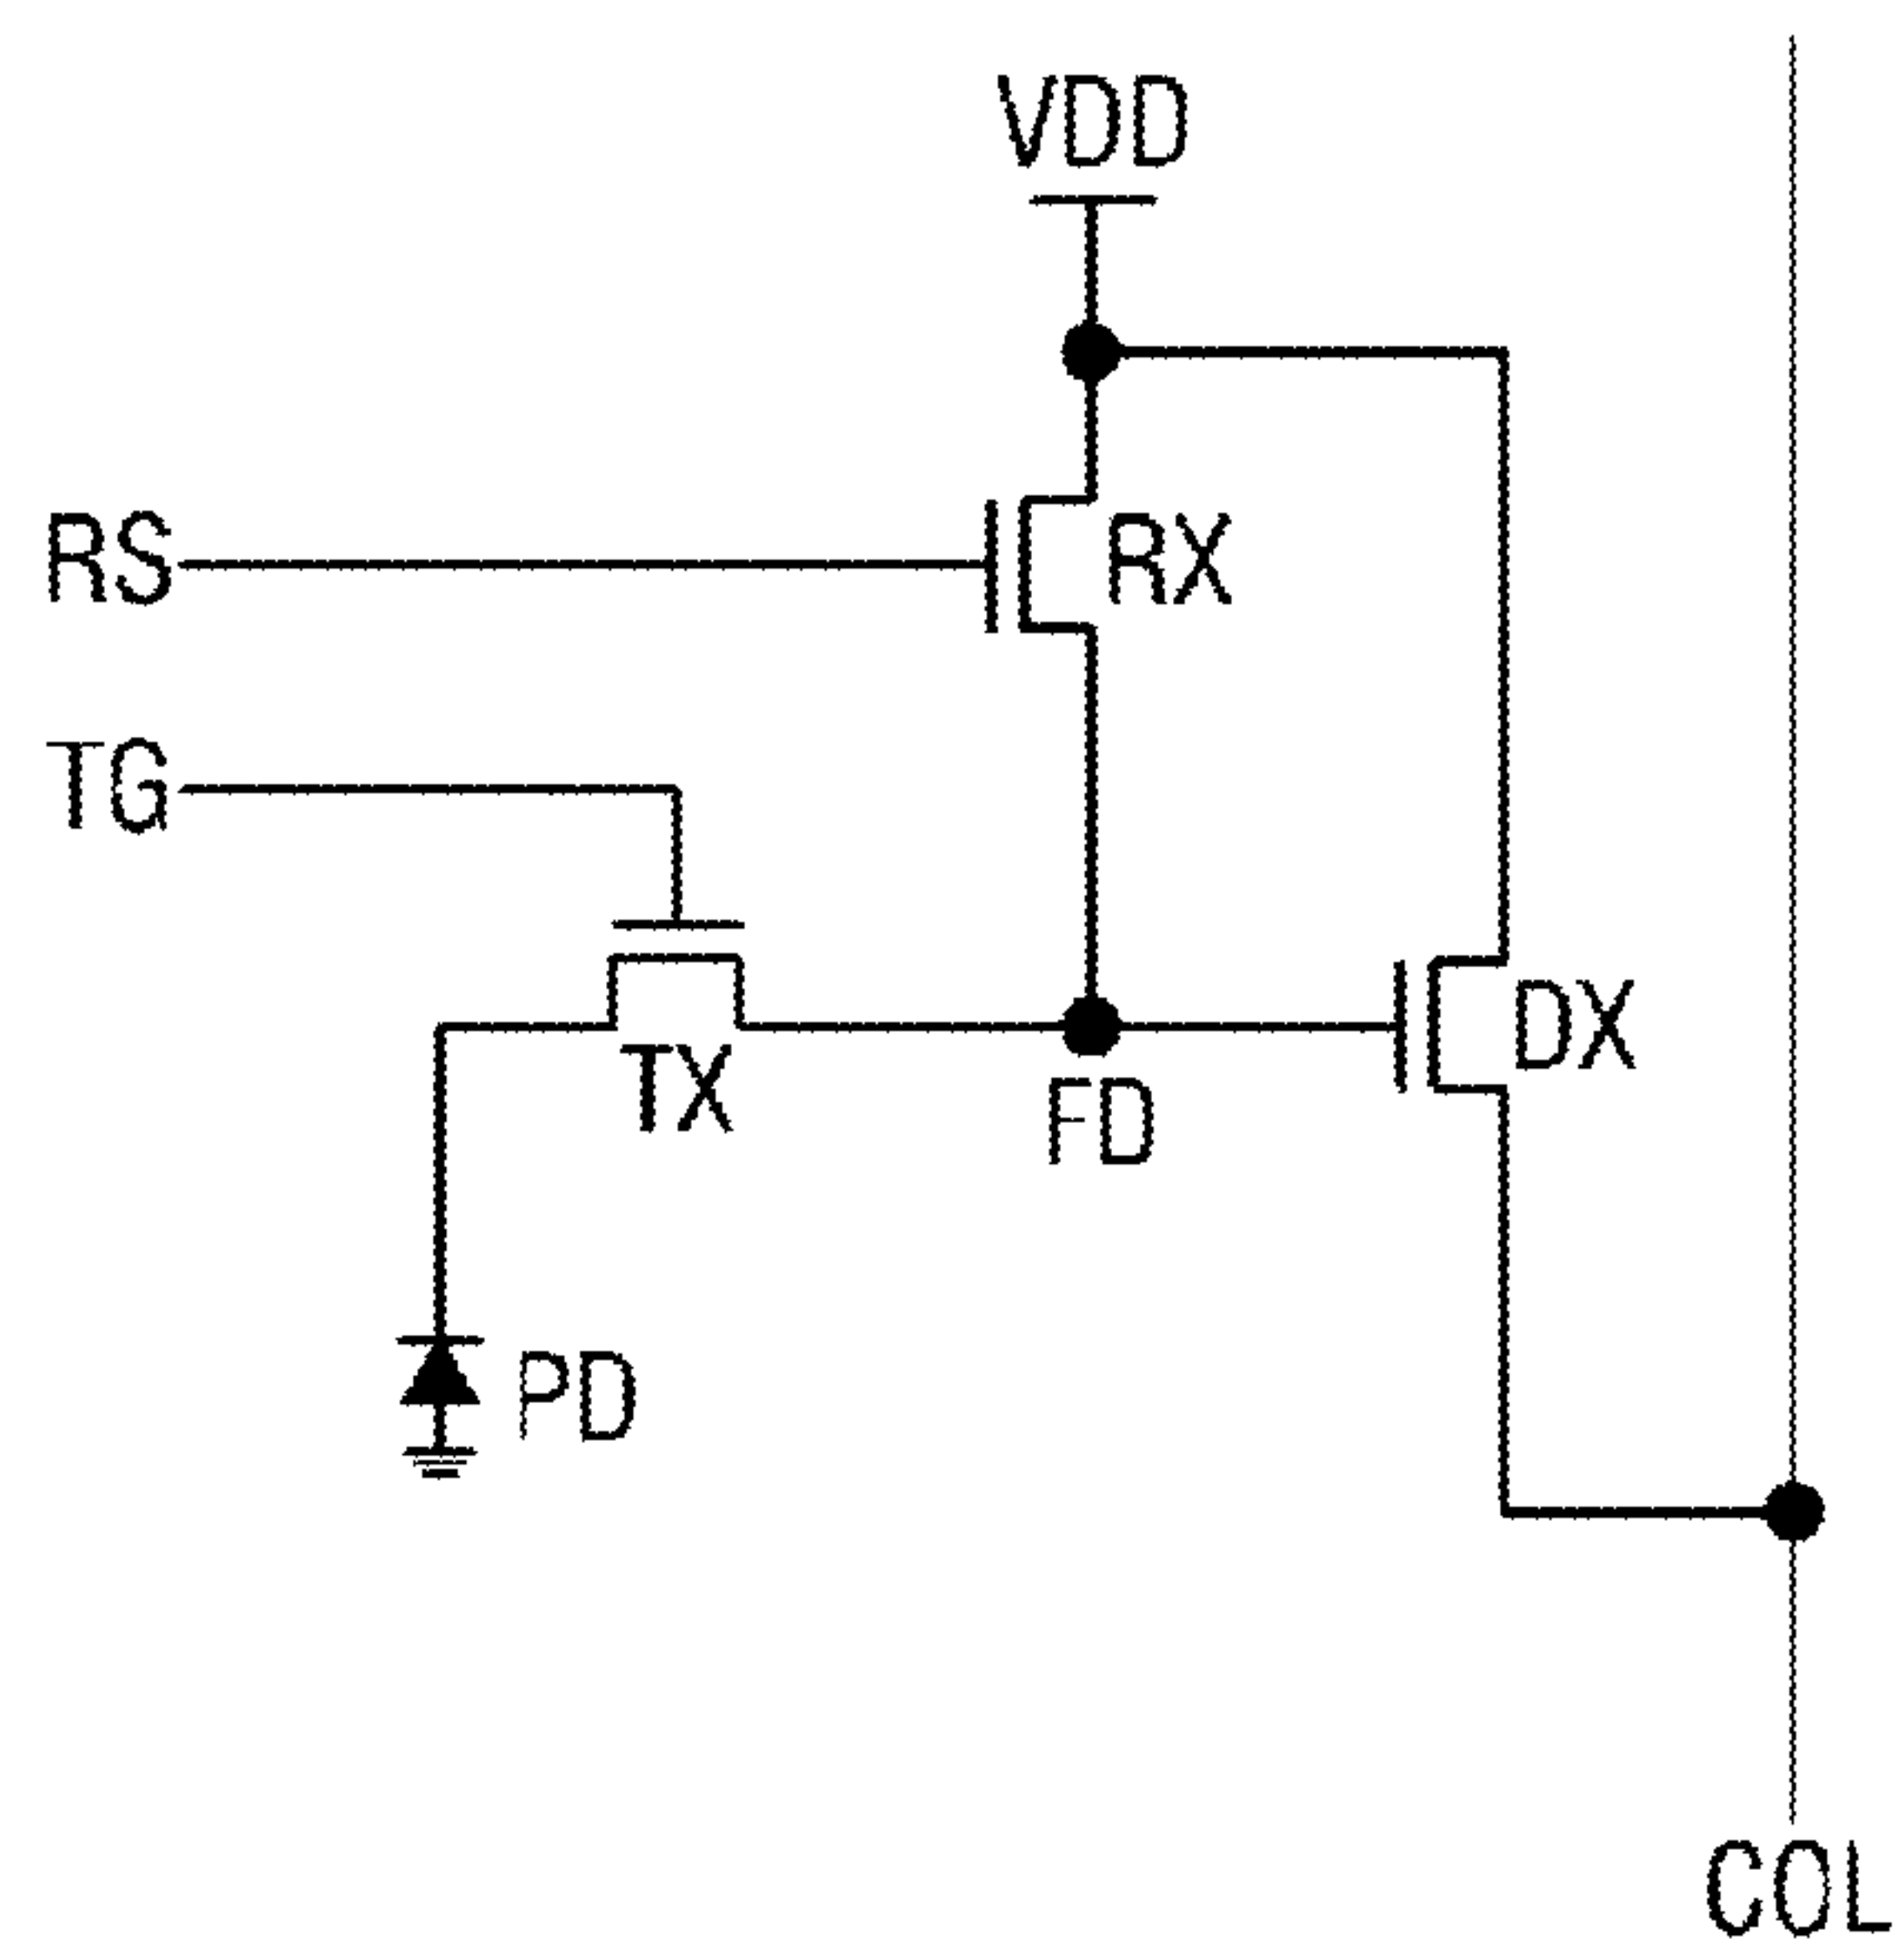 VDD
RS
RX
TG
DX
TX
FD
PD
COL